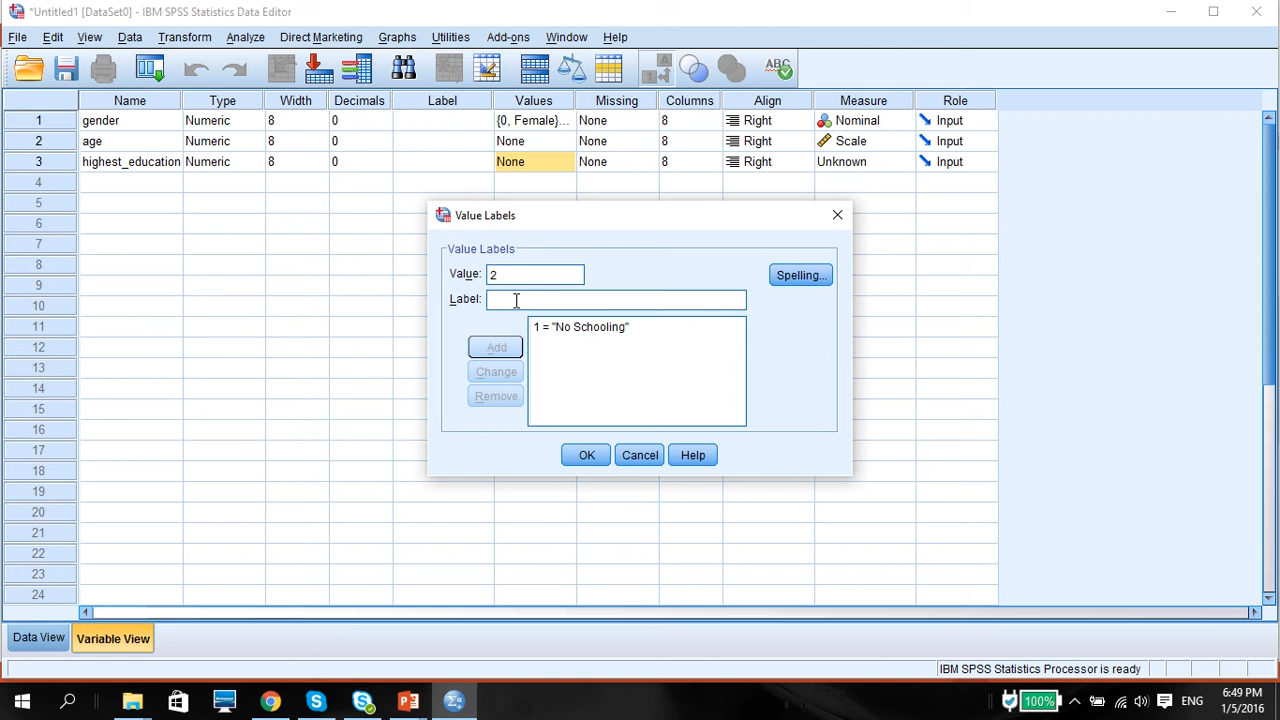 *Untitled1 [DataSet0] - IBM SPSS Statistics Data Editor
File Edit View Data Transform Analyze Direct Marketing Graphs Utilities Add-ons Window Help
Name Type Width Decimals Label Values Missing Columns Align Measure Role
1 gender Numeric 8 0 {0, Female}... None 8 Right Nominal Input
2 age Numeric 8 0 None None 8 Right Scale Input
3 highest_education Numeric 8 0 None None 8 Right Unknown Input
4
5
6
7
8
9
10
11
12
13
14
15
16
17
18
19
20
21
22
23
24
Value Labels
Value Labels
Value: 2
Spelling...
Label:
1 = "No Schooling"
Add
Change
Remove
OK Cancel Help
Data View Variable View
IBM SPSS Statistics Processor is ready
100% ENG 6:49 PM
1/5/2016